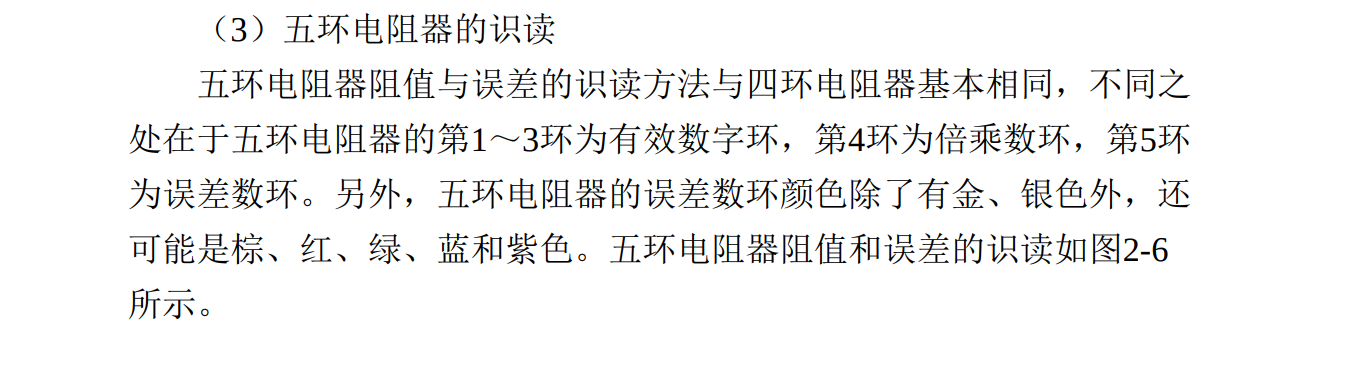 （3）五环电阻器的识读
五环电阻器阻值与误差的识读方法与四环电阻器基本相同，不同之
处在于五环电阻器的第1～3环为有效数字环，第4环为倍乘数环，第5环
为误差数环。另外，五环电阻器的误差数环颜色除了有金、银色外，还
可能是棕、红、绿、蓝和紫色。五环电阻器阻值和误差的识读如图2-6
所示。